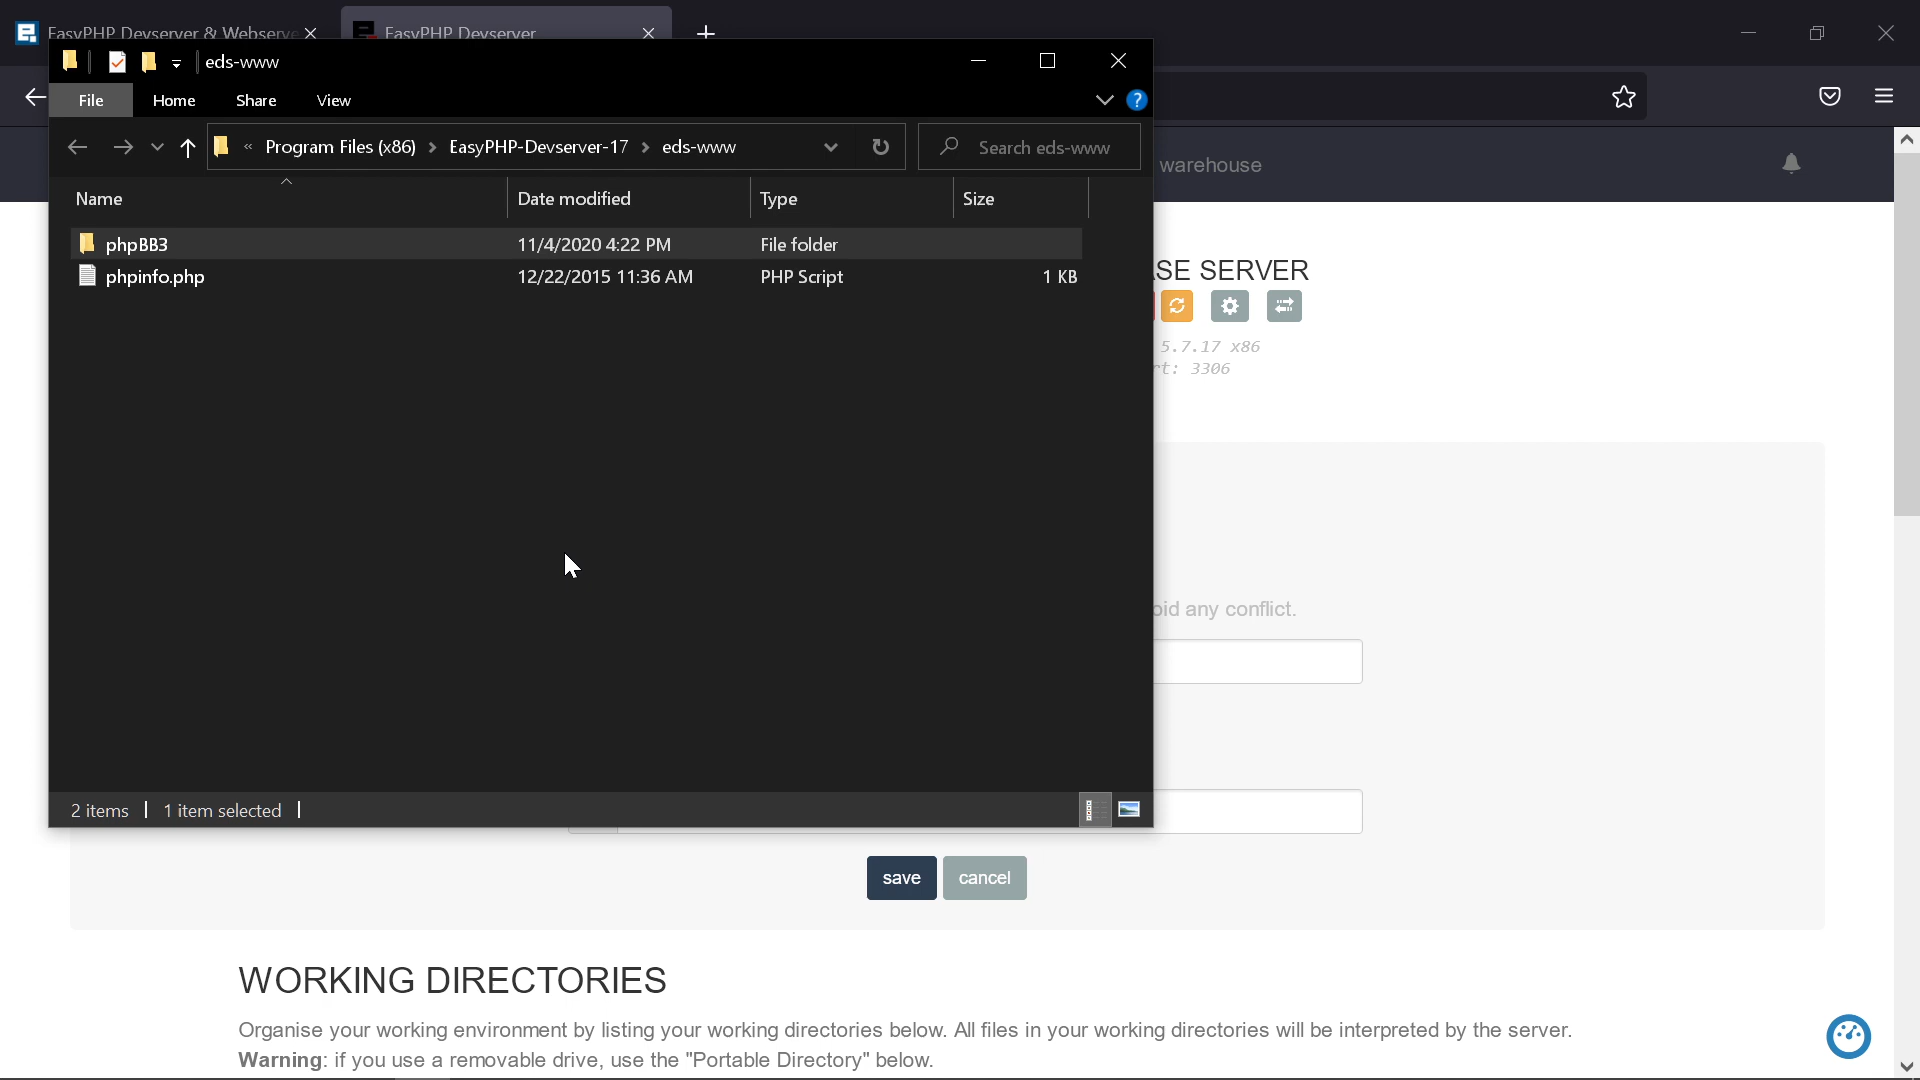 EasyPHP Devserver & Webserve
EasyPHP Devserver
eds-www
File
Home
Share
View
?
« Program Files (x86) > EasyPHP-Devserver-17 > eds-www
Search eds-www
warehouse
Name
Date modified
Type
Size
phpBB3
11/4/2020 4:22 PM
File folder
phpinfo.php
12/22/2015 11:36 AM
PHP Script
1 KB
SE SERVER
5.7.17 x86
rt: 3306
oid any conflict.
2 items
1 item selected
save
cancel
WORKING DIRECTORIES
Organise your working environment by listing your working directories below. All files in your working directories will be interpreted by the server.
Warning: if you use a removable drive, use the "Portable Directory" below.